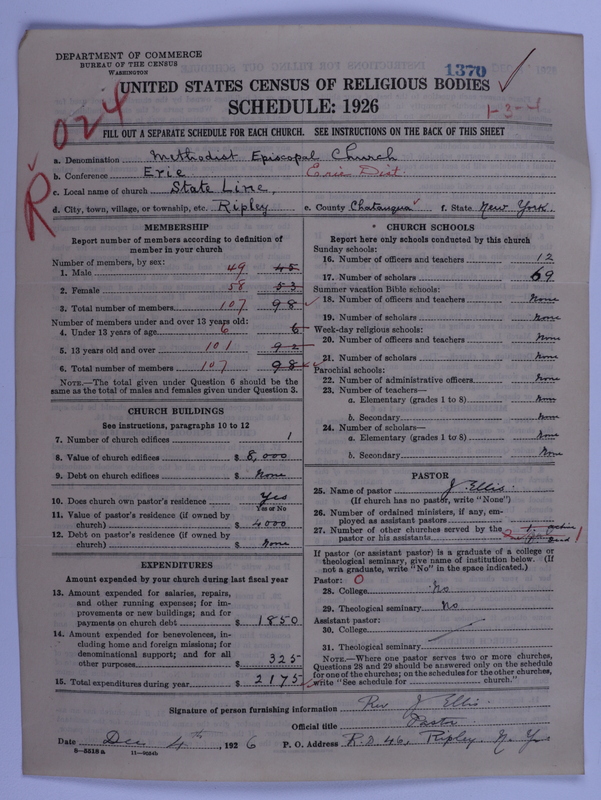 DEPARTMENT OF COMMERCE
BUREAU OF THE CENSUS
WASHINGTON
1370
UNITED STATES CENSUS OF RELIGIOUS BODIES
SCHEDULE: 1926
1-3-4
R 024
FILL OUT A SEPARATE SCHEDULE FOR EACH CHURCH. SEE INSTRUCTIONS ON THE BACK OF THIS SHEET
a. Denomination Methodist Episcopal Church
b. Conference Erie Erie Dist.
c. Local name of church State Line,
d. City, town, village, or township, etc. Ripley e. County Chatauqua f. State New York.
MEMBERSHIP
Report number of members according to definition of
member in your church
Number of members, by sex:
1. Male 49 45
2. Female 58 53
3. Total number of members 107 98
Number of members under and over 13 years old:
4. Under 13 years of age 6 6
5. 13 years old and over 101 92
6. Total number of members 107 98
NOTE.—The total given under Question 6 should be the
same as the total of males and females given under Question 3.
CHURCH BUILDINGS
See instructions, paragraphs 10 to 12
7. Number of church edifices 1
8. Value of church edifices $ 8,000
9. Debt on church edifices $ None
10. Does church own pastor's residence Yes
Yes or No
11. Value of pastor's residence (if owned by
church) $ 4000
12. Debt on pastor's residence (if owned by
church) $ None
EXPENDITURES
Amount expended by your church during last fiscal year
13. Amount expended for salaries, repairs,
and other running expenses; for im-
provements or new buildings; and for
payments on church debt $ 1850
14. Amount expended for benevolences, in-
cluding home and foreign missions; for
denominational support; and for all
other purposes $ 325
15. Total expenditures during year $ 2175
CHURCH SCHOOLS
Report here only schools conducted by this church
Sunday schools:
16. Number of officers and teachers 12
17. Number of scholars 69
Summer vacation Bible schools:
18. Number of officers and teachers None
19. Number of scholars None
Week-day religious schools:
20. Number of officers and teachers None
21. Number of scholars None
Parochial schools:
22. Number of administrative officers None
23. Number of teachers—
a. Elementary (grades 1 to 8) None
b. Secondary None
24. Number of scholars—
a. Elementary (grades 1 to 8) None
b. Secondary None
PASTOR
25. Name of pastor J. Ellis.
(If church has no pastor, write "None")
26. Number of ordained ministers, if any, em-
ployed as assistant pastors
27. Number of other churches served by the
pastor or his assistants 1
If pastor (or assistant pastor) is a graduate of a college or
theological seminary, give name of institution below. (If
not a graduate, write "No" in the space indicated.)
Pastor: O
28. College No
29. Theological seminary No
Assistant pastor:
30. College
31. Theological seminary
NOTE.—Where one pastor serves two or more churches,
Questions 28 and 29 should be answered only on the schedule
for one of the churches; on the schedules for the other churches,
write "See schedule for church."
Signature of person furnishing information Rev J Ellis.
Official title Pastor
Date Dec 4th, 1926 P. O. Address R.D. 46, Ripley N. Y.